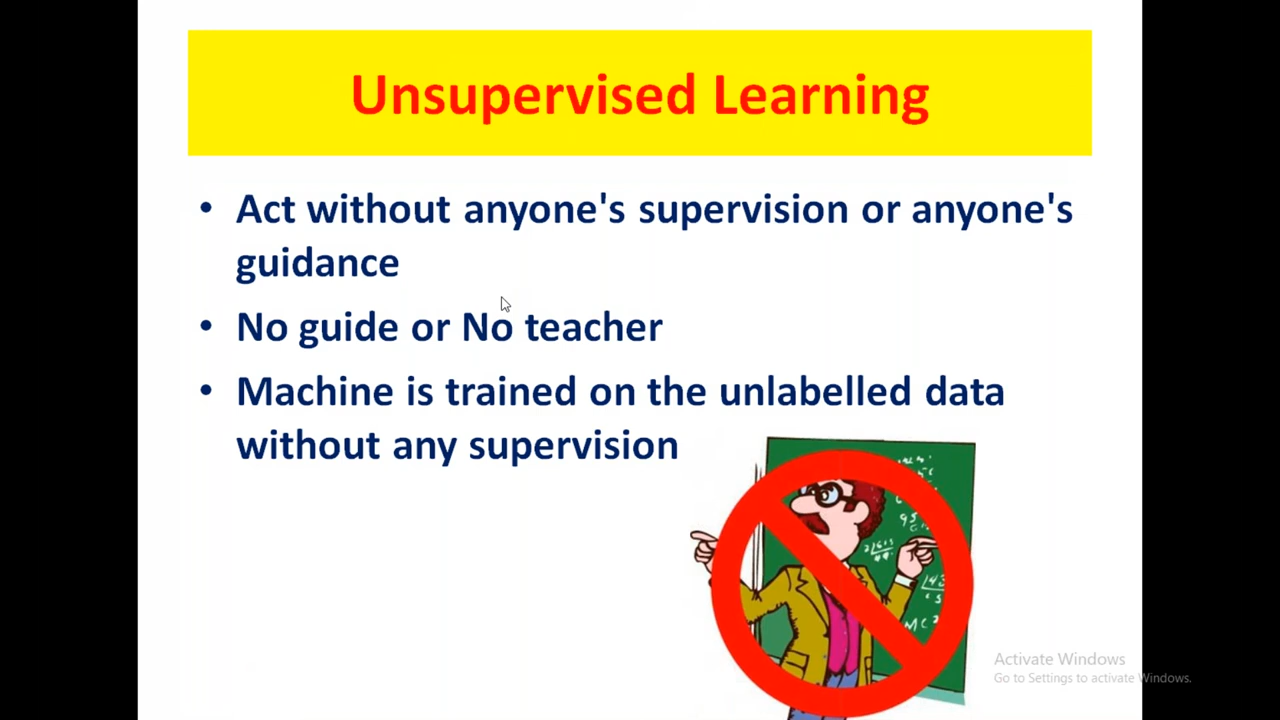 Unsupervised Learning
• Act without anyone's supervision or anyone's
guidance
• No guide or No teacher
• Machine is trained on the unlabelled data
without any supervision
Activate Windows
Go to Settings to activate Windows.